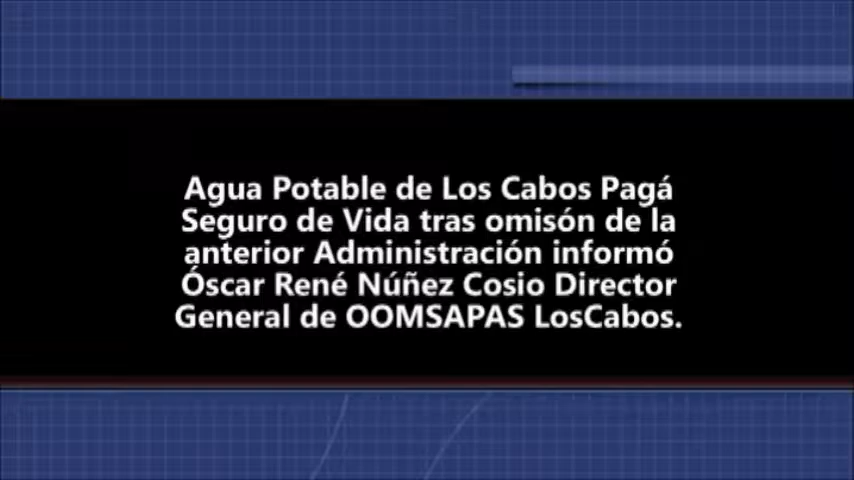 Agua Potable de Los Cabos Pagá
Seguro de Vida tras omisón de la
anterior Administración informó
Óscar René Núñez Cosio Director
General de OOMSAPAS LosCabos.